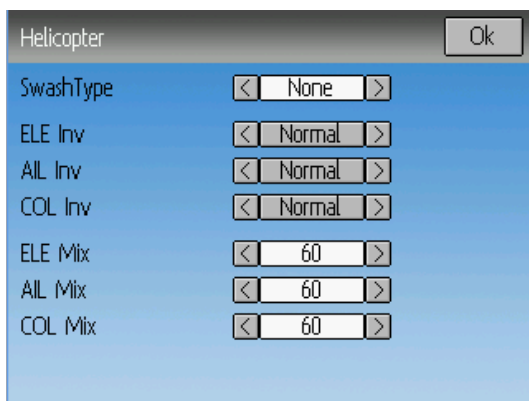 Helicopter Ok
SwashType < None >
ELE Inv < Normal >
AIL Inv < Normal >
COL Inv < Normal >
ELE Mix < 60 >
AIL Mix < 60 >
COL Mix < 60 >